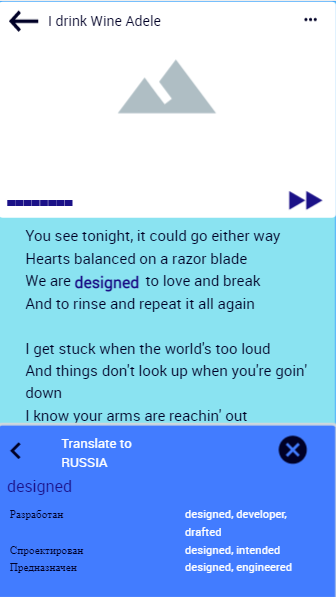 I drink Wine Adele
You see tonight, it could go either way
Hearts balanced on a razor blade
We are designed to love and break
And to rinse and repeat it all again
I get stuck when the world's too loud
And things don't look up when you're goin'
down
I know your arms are reachin' out
Translate to
RUSSIA
designed
Разработан designed, developer,
drafted
Спроектирован designed, intended
Предназначен designed, engineered